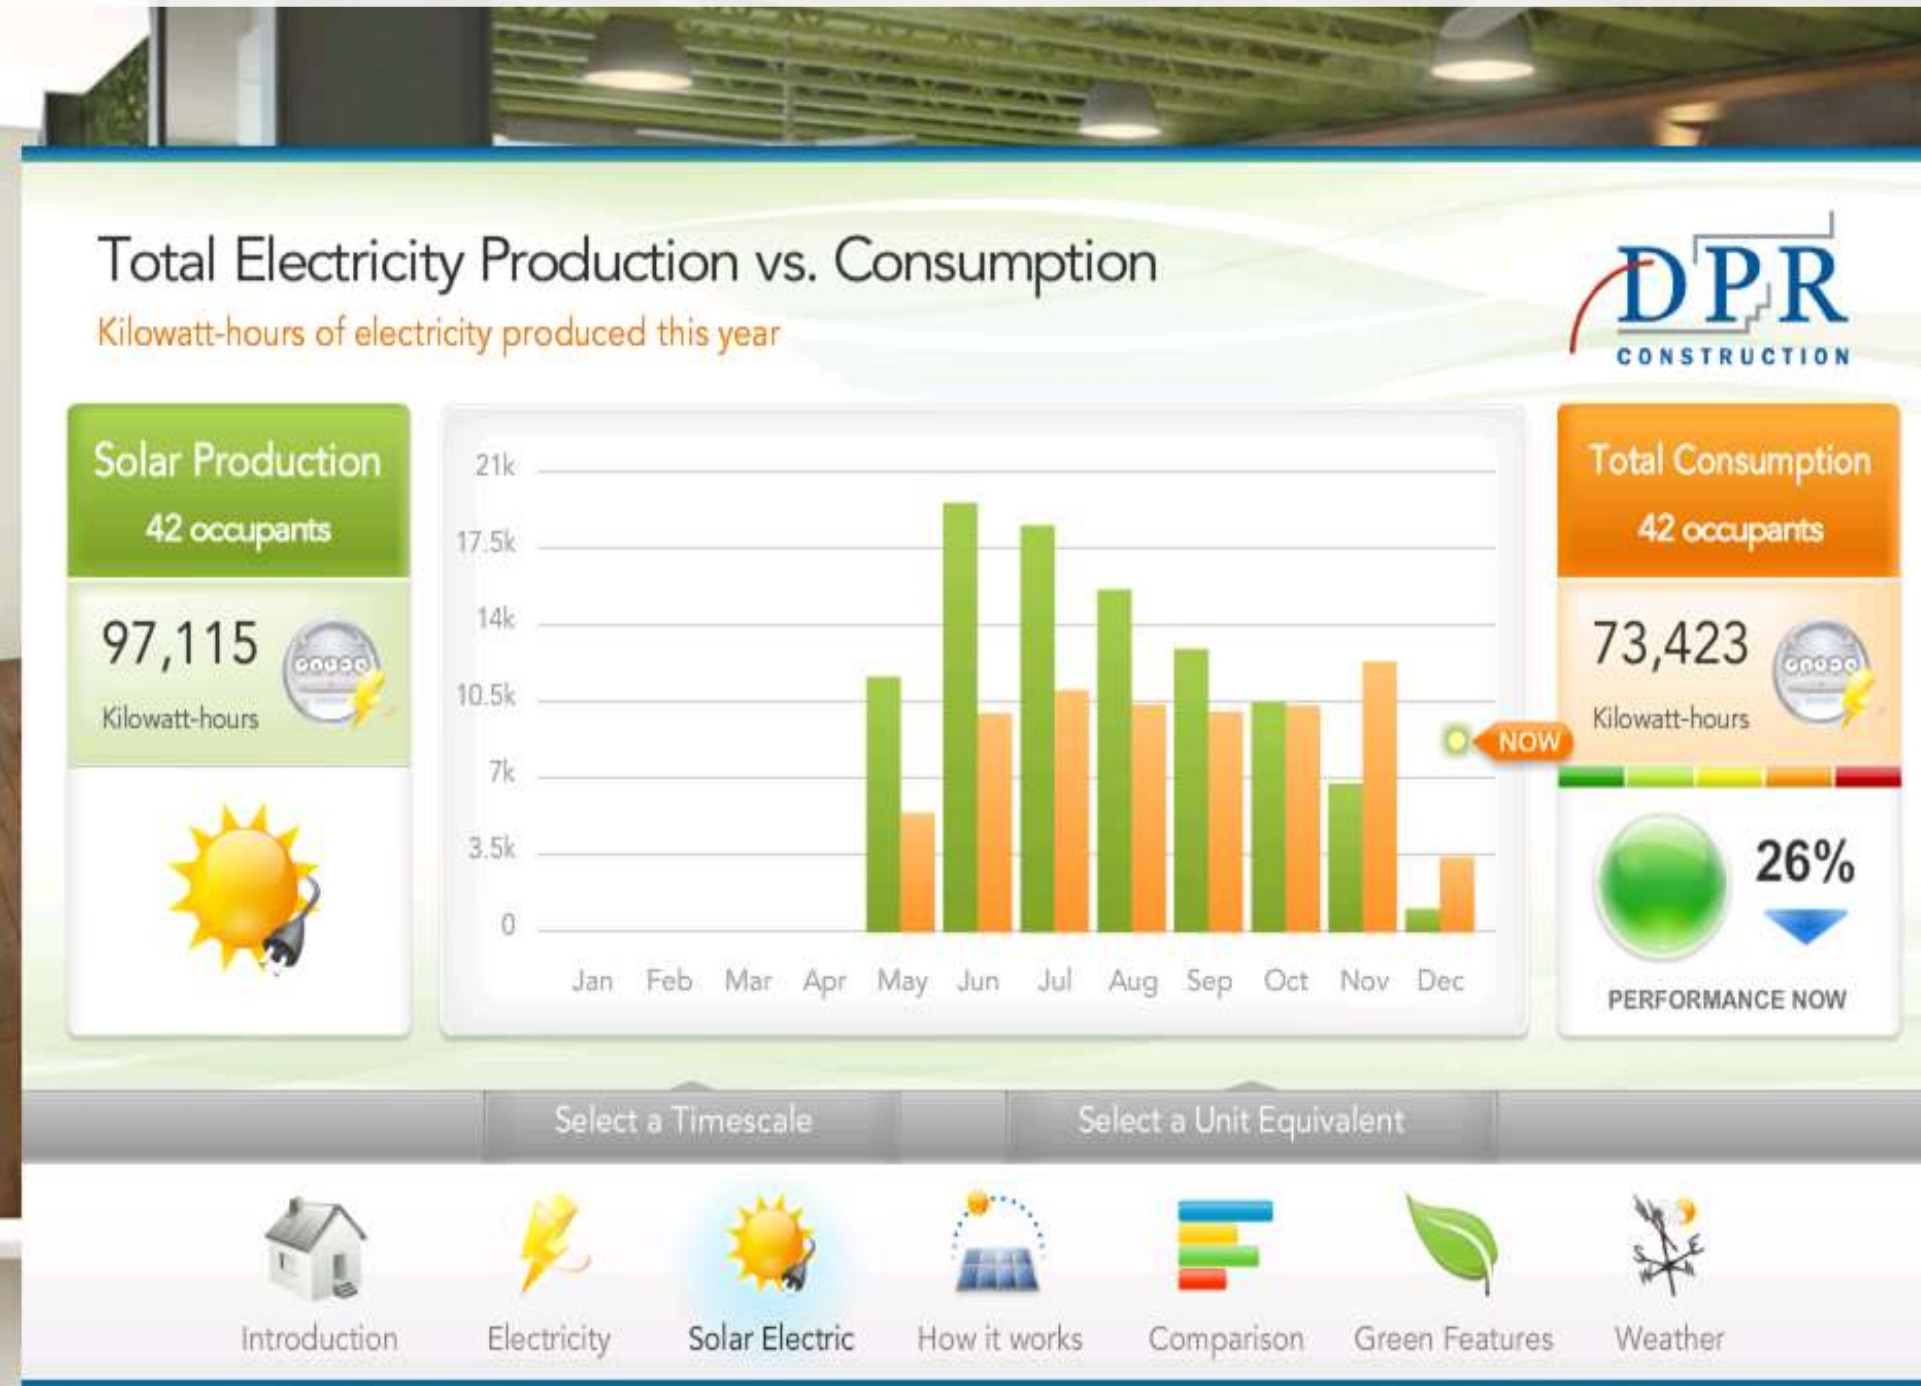 Total Electricity Production vs. Consumption
Kilowatt-hours of electricity produced this year
DPR
CONSTRUCTION
Solar Production
42 occupants
97,115
Kilowatt-hours
21k
17.5k
14k
10.5k
7k
3.5k
0
Jan Feb Mar Apr May Jun Jul Aug Sep Oct Nov Dec
NOW
Total Consumption
42 occupants
73,423
Kilowatt-hours
26%
PERFORMANCE NOW
Select a Timescale
Select a Unit Equivalent
Introduction
Electricity
Solar Electric
How it works
Comparison
Green Features
S E
Weather